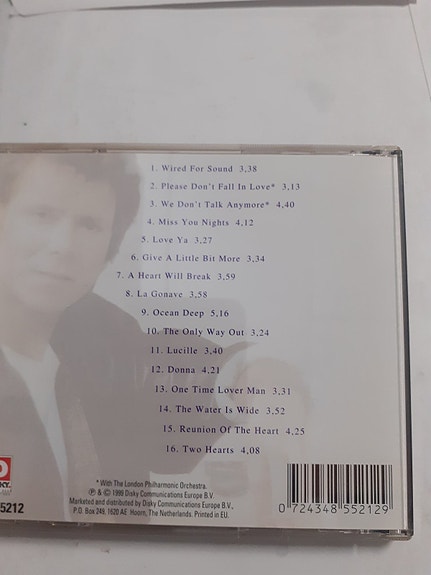 1. Wired For Sound 3,38
2. Please Don't Fall In Love* 3,13
3. We Don't Talk Anymore* 4,40
4. Miss You Nights 4,12
5. Love Ya 3,27
6. Give A Little Bit More 3,34
7. A Heart Will Break 3,59
8. La Gonave 3,58
9. Ocean Deep 5,16
10. The Only Way Out 3,24
11. Lucille 3,40
12. Donna 4,21
13. One Time Lover Man 3,31
14. The Water Is Wide 3,52
15. Reunion Of The Heart 4,25
16. Two Hearts 4,08
* With The London Philharmonic Orchestra.
℗ & © 1999 Disky Communications Europe B.V.
Marketed and distributed by Disky Communications Europe B.V.,
P.O. Box 248, 1620 AE Hoorn, The Netherlands. Printed in EU.
5212
0 724348 552129